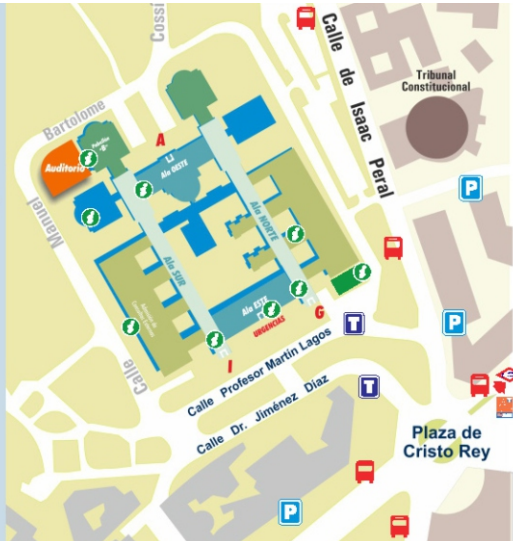 Cossi
Calle de Isaac Peral
Tribunal
Constitucional
Bartolome
A
Auditorio
Ala OESTE
P
Manuel
Ala NORTE
Ala SUR
Ala ESTE
G
URGENCIAS
T
P
I
Calle
Calle Profesor Martín Lagos
T
Calle Dr. Jiménez Díaz
Plaza de
Cristo Rey
P